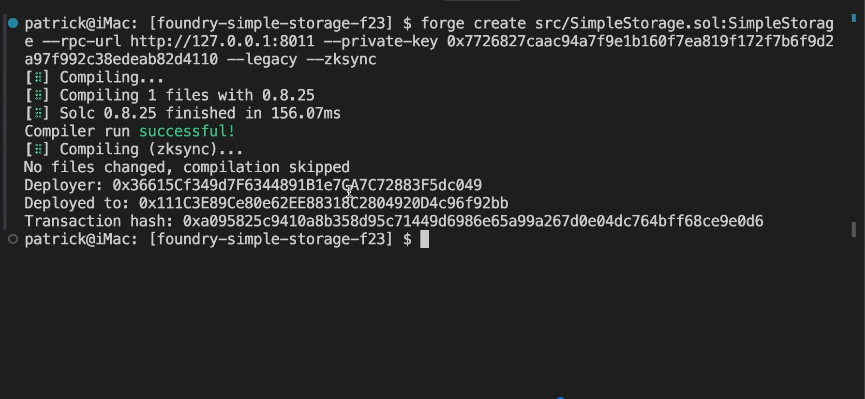 patrick@iMac: [foundry-simple-storage-f23] $ forge create src/SimpleStorage.sol:SimpleStorag
e --rpc-url http://127.0.0.1:8011 --private-key 0x7726827caac94a7f9e1b160f7ea819f172f7b6f9d2
a97f992c38edeab82d4110 --legacy --zksync
[⠿] Compiling...
[⠿] Compiling 1 files with 0.8.25
[⠿] Solc 0.8.25 finished in 156.07ms
Compiler run successful!
[⠿] Compiling (zksync)...
No files changed, compilation skipped
Deployer: 0x36615Cf349d7F6344891B1e7CA7C72883F5dc049
Deployed to: 0x111C3E89Ce80e62EE88318C2804920D4c96f92bb
Transaction hash: 0xa095825c9410a8b358d95c71449d6986e65a99a267d0e04dc764bff68ce9e0d6
patrick@iMac: [foundry-simple-storage-f23] $